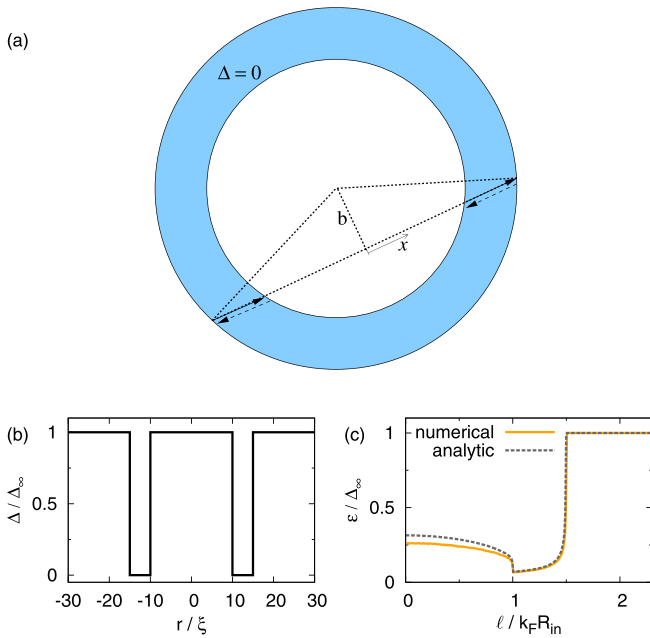 (a)
Δ = 0
b
x
(b)
Δ / Δ∞
1
0.5
0
-30 -20 -10 0 10 20 30
r / ξ
(c)
ε / Δ∞
1
0.5
0
0 1 2
ℓ / kFRin
numerical
analytic